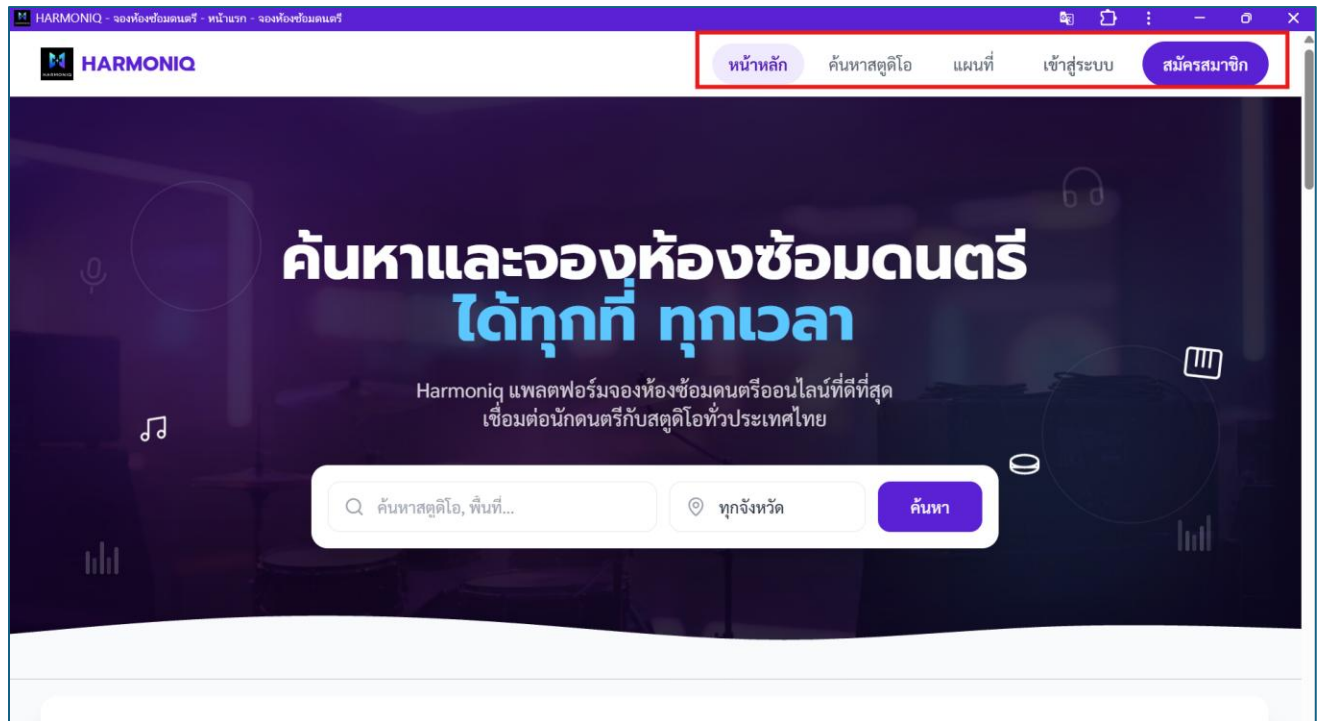 HARMONIQ - จองห้องซ้อมดนตรี - หน้าแรก - จองห้องซ้อมดนตรี
HARMONIQ
หน้าหลัก ค้นหาสตูดิโอ แผนที่ เข้าสู่ระบบ สมัครสมาชิก
ค้นหาและจองห้องซ้อมดนตรี
ได้ทุกที่ ทุกเวลา
Harmoniq แพลตฟอร์มจองห้องซ้อมดนตรีออนไลน์ที่ดีที่สุด
เชื่อมต่อนักดนตรีกับสตูดิโอทั่วประเทศไทย
ค้นหาสตูดิโอ, พื้นที่... ทุกจังหวัด ค้นหา